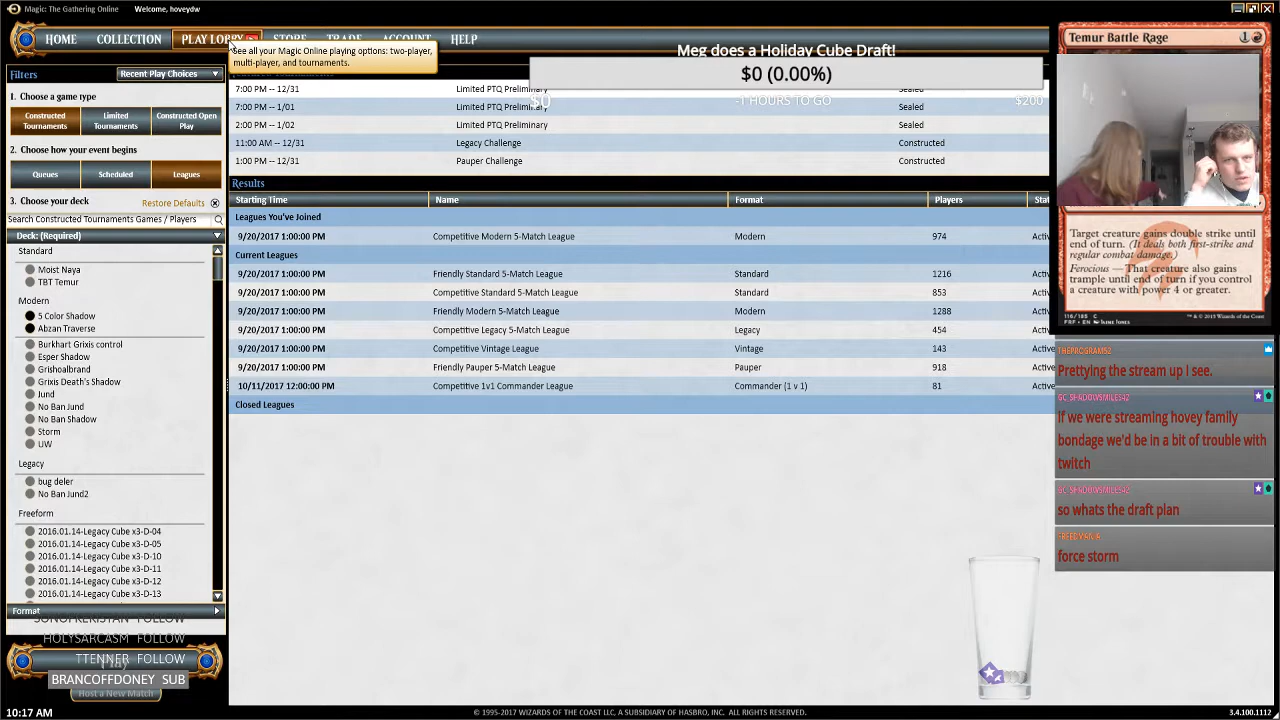 Magic: The Gathering Online Welcome, hoveydw
HOME COLLECTION PLAY LOBBY STORE TRADE ACCOUNT HELP
See all your Magic Online playing options: two-player,
multi-player, and tournaments.
Meg does a Holiday Cube Draft!
$0 (0.00%)
$0 -1 HOURS TO GO $200
Filters Recent Play Choices
1. Choose a game type
Constructed Tournaments Limited Tournaments Constructed Open Play
2. Choose how your event begins
Queues Scheduled Leagues
3. Choose your deck Restore Defaults
Search Constructed Tournaments Games / Players
Deck: (Required)
Standard
Moist Naya
TBT Temur
Modern
5 Color Shadow
Abzan Traverse
Burkhart Grixis control
Esper Shadow
Grishoalbrand
Grixis Death's Shadow
Jund
No Ban Jund
No Ban Shadow
Storm
UW
Legacy
bug deler
No Ban Jund2
Freeform
2016.01.14-Legacy Cube x3-D-04
2016.01.14-Legacy Cube x3-D-05
2016.01.14-Legacy Cube x3-D-10
2016.01.14-Legacy Cube x3-D-11
2016.01.14-Legacy Cube x3-D-12
2016.01.14-Legacy Cube x3-D-13
Format
HOLYSARCASM FOLLOW
TTENNER FOLLOW
BRANCOFFDONEY SUB
Host a New Match
10:17 AM
7:00 PM -- 12/31 Limited PTQ Preliminary Sealed
7:00 PM -- 1/01 Limited PTQ Preliminary Sealed
2:00 PM -- 1/02 Limited PTQ Preliminary Sealed
11:00 AM -- 12/31 Legacy Challenge Constructed
1:00 PM -- 12/31 Pauper Challenge Constructed
Results
Starting Time Name Format Players Stat
Leagues You've Joined
9/20/2017 1:00:00 PM Competitive Modern 5-Match League Modern 974 Activ
Current Leagues
9/20/2017 1:00:00 PM Friendly Standard 5-Match League Standard 1216 Active
9/20/2017 1:00:00 PM Competitive Standard 5-Match League Standard 853 Active
9/20/2017 1:00:00 PM Friendly Modern 5-Match League Modern 1288 Active
9/20/2017 1:00:00 PM Competitive Legacy 5-Match League Legacy 454 Active
9/20/2017 1:00:00 PM Competitive Vintage League Vintage 143 Active
9/20/2017 1:00:00 PM Friendly Pauper 5-Match League Pauper 918 Active
10/11/2017 12:00:00 PM Competitive 1v1 Commander League Commander (1 v 1) 81 Active
Closed Leagues
© 1995-2017 WIZARDS OF THE COAST LLC, A SUBSIDIARY OF HASBRO, INC. ALL RIGHTS RESERVED.
3.4.100.1112
Temur Battle Rage 1
Target creature gains double strike until
end of turn. (It deals both first-strike and
regular combat damage.)
Ferocious — That creature also gains
trample until end of turn if you control
a creature with power 4 or greater.
THEPROGRAM52
Prettying the stream up I see.
GC_SHADOWSMILES42
If we were streaming hovey family
bondage we'd be in a bit of trouble with
twitch
GC_SHADOWSMILES42
so whats the draft plan
force storm